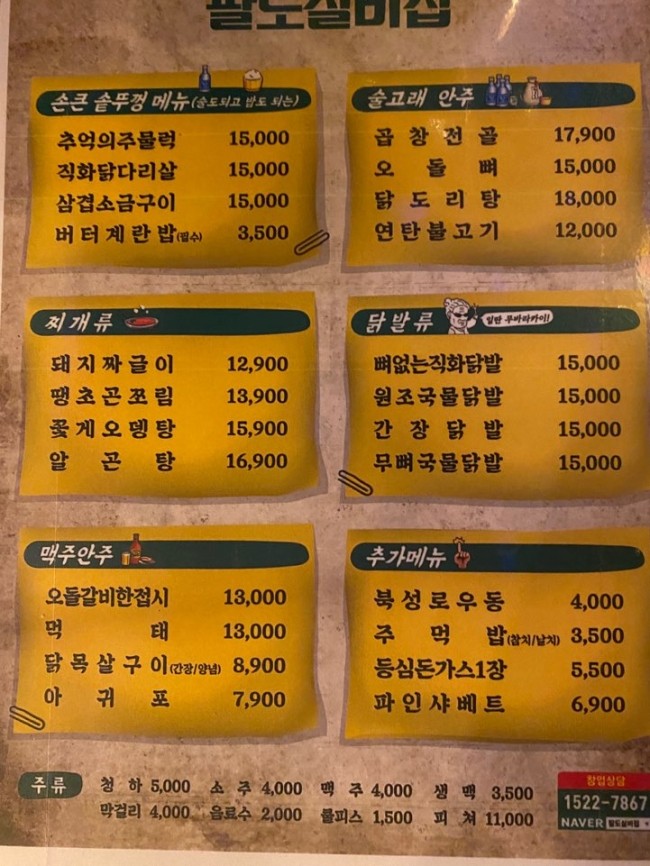 팔도실비집
손큰 솥뚜껑 메뉴(술도되고 밥도 되는)
추억의주물럭 15,000
직화닭다리살 15,000
삼겹소금구이 15,000
버터계란밥(필수) 3,500
술고래 안주
곱창전골 17,900
오돌뼈 15,000
닭도리탕 18,000
연탄불고기 12,000
찌개류
돼지짜글이 12,900
땡초곤쪼림 13,900
꽃게오뎅탕 15,900
알곤탕 16,900
닭발류
일딴 무바라카이!
뼈없는직화닭발 15,000
원조국물닭발 15,000
간장닭발 15,000
무뼈국물닭발 15,000
맥주안주
오돌갈비한접시 13,000
먹태 13,000
닭목살구이(간장/양념) 8,900
아귀포 7,900
추가메뉴
북성로우동 4,000
주먹밥(참치/날치) 3,500
등심돈가스1장 5,500
파인샤베트 6,900
주류
청하 5,000 소주 4,000 맥주 4,000 생맥 3,500
막걸리 4,000 음료수 2,000 쿨피스 1,500 피쳐 11,000
창업상담
1522-7867
NAVER 팔도실비집